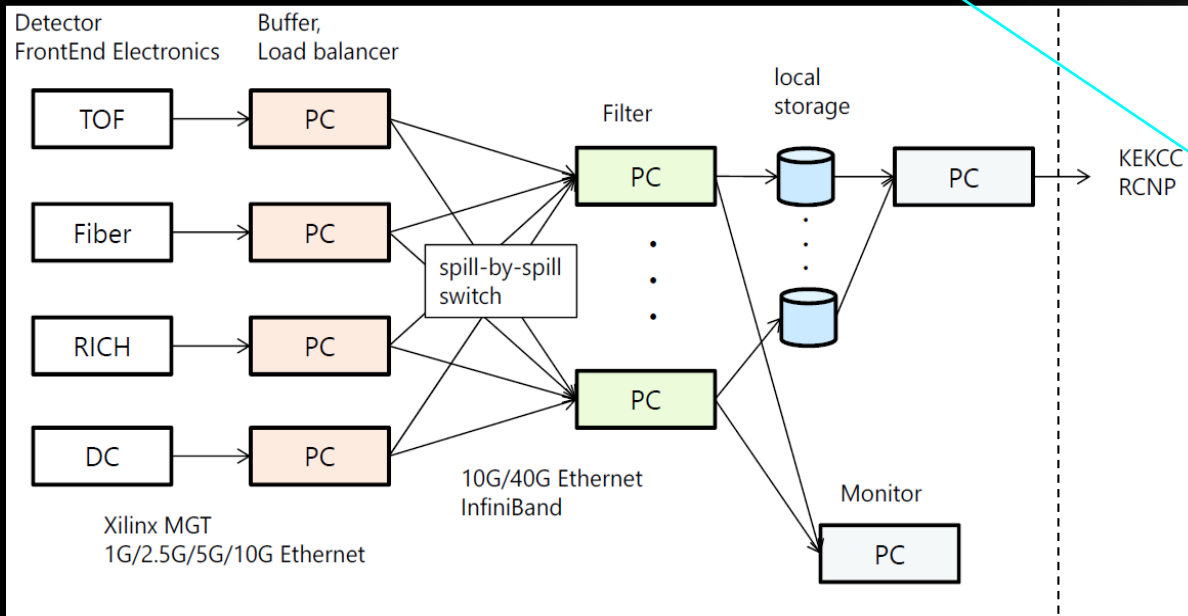 Detector
FrontEnd Electronics
Buffer,
Load balancer
TOF
PC
Fiber
PC
RICH
PC
DC
PC
Xilinx MGT
1G/2.5G/5G/10G Ethernet
spill-by-spill
switch
10G/40G Ethernet
InfiniBand
Filter
PC
PC
local
storage
PC
Monitor
PC
KEKCC
RCNP